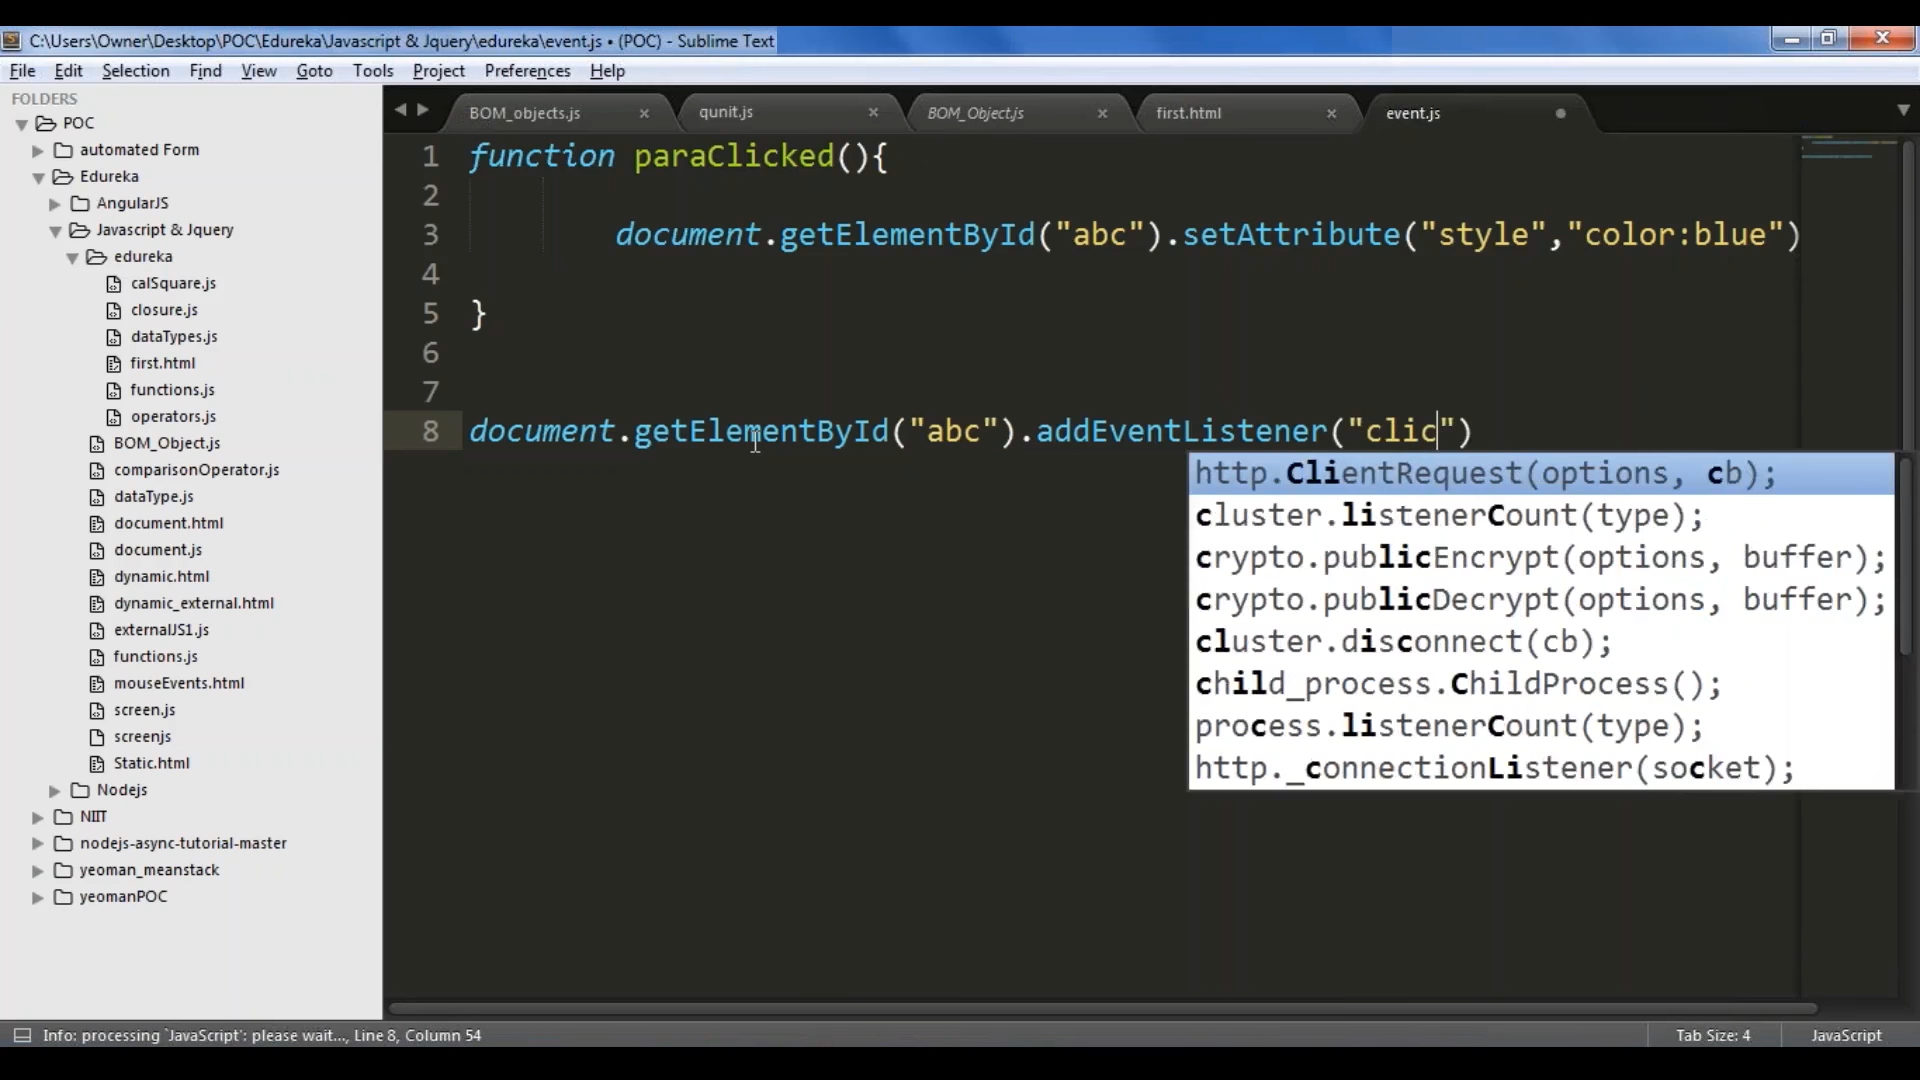 C:\Users\Owner\Desktop\POC\Edureka\Javascript & Jquery\edureka\event.js • (POC) - Sublime Text
File Edit Selection Find View Goto Tools Project Preferences Help
FOLDERS
POC
automated Form
Edureka
AngularJS
Javascript & Jquery
edureka
calSquare.js
closure.js
dataTypes.js
first.html
functions.js
operators.js
BOM_Object.js
comparisonOperator.js
dataType.js
document.html
document.js
dynamic.html
dynamic_external.html
externalJS1.js
functions.js
mouseEvents.html
screen.js
screenjs
Static.html
Nodejs
NIIT
nodejs-async-tutorial-master
yeoman_meanstack
yeomanPOC
BOM_objects.js × qunit.js × BOM_Object.js × first.html × event.js
1 function paraClicked(){
2
3 document.getElementById("abc").setAttribute("style","color:blue")
4
5 }
6
7
8 document.getElementById("abc").addEventListener("clic")
http.ClientRequest(options, cb);
cluster.listenerCount(type);
crypto.publicEncrypt(options, buffer);
crypto.publicDecrypt(options, buffer);
cluster.disconnect(cb);
child_process.ChildProcess();
process.listenerCount(type);
http._connectionListener(socket);
Info: processing `JavaScript': please wait..., Line 8, Column 54 Tab Size: 4 JavaScript